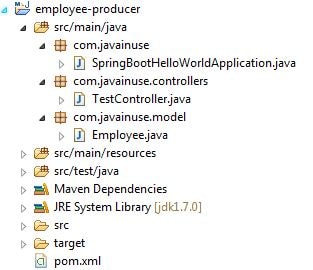 employee-producer
src/main/java
com.javainuse
SpringBootHelloWorldApplication.java
com.javainuse.controllers
TestController.java
com.javainuse.model
Employee.java
src/main/resources
src/test/java
Maven Dependencies
JRE System Library [jdk1.7.0]
src
target
pom.xml